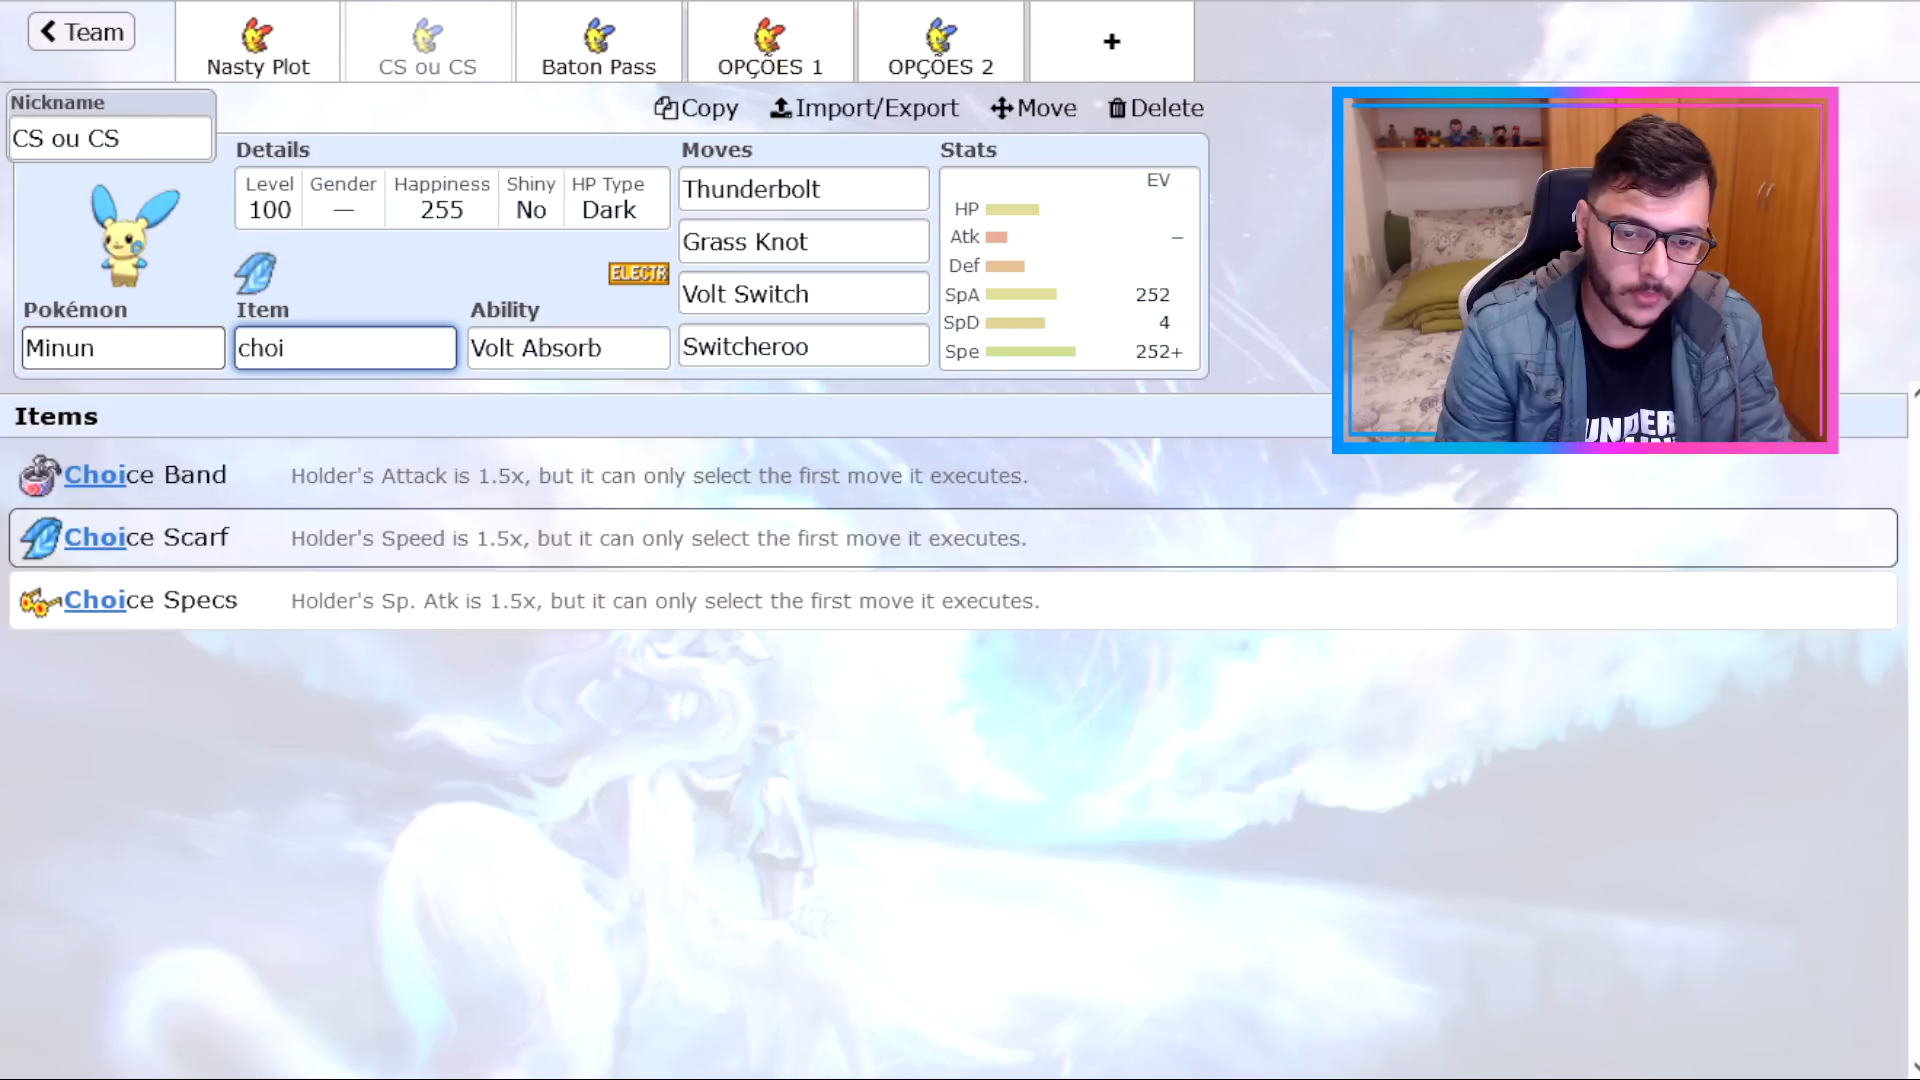 Team
Nasty Plot
CS ou CS
Baton Pass
OPÇÕES 1
OPÇÕES 2
+
Nickname
CS ou CS
Copy
Import/Export
Move
Delete
Details
Level
100
Gender
—
Happiness
255
Shiny
No
HP Type
Dark
Moves
Thunderbolt
Grass Knot
Volt Switch
Switcheroo
Stats
EV
HP
Atk –
Def
SpA 252
SpD 4
Spe 252+
ELECTR
Pokémon
Minun
Item
choi
Ability
Volt Absorb
Items
Choice Band Holder's Attack is 1.5x, but it can only select the first move it executes.
Choice Scarf Holder's Speed is 1.5x, but it can only select the first move it executes.
Choice Specs Holder's Sp. Atk is 1.5x, but it can only select the first move it executes.
UNDER